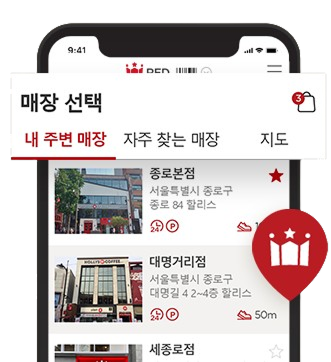 9:41
RED
매장 선택
3
내 주변 매장
자주 찾는 매장
지도
종로본점
서울특별시 종로구
종로 84 할리스
24 P
HOLLYS COFFEE
대명거리점
서울특별시 종로구
대명길 4 2~4층 할리스
24 P
50m
세종로점